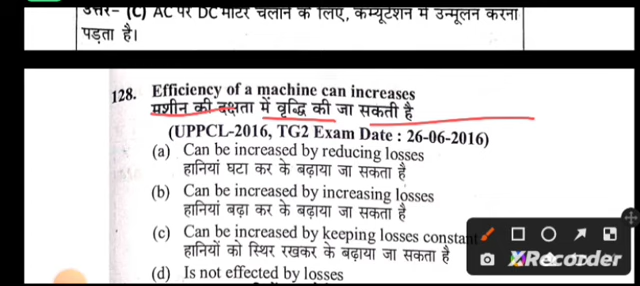 उत्तर– (C) AC पर DC मोटर चलाने के लिए, कम्यूटेशन में उन्मूलन करना
पड़ता है।
128. Efficiency of a machine can increases
मशीन की दक्षता में वृद्धि की जा सकती है
(UPPCL-2016, TG2 Exam Date : 26-06-2016)
(a) Can be increased by reducing losses
हानियां घटा कर के बढ़ाया जा सकता है
(b) Can be increased by increasing losses
हानियां बढ़ा कर के बढ़ाया जा सकता है
(c) Can be increased by keeping losses constant
हानियों को स्थिर रखकर के बढ़ाया जा सकता है
(d) Is not effected by losses
XRecorder